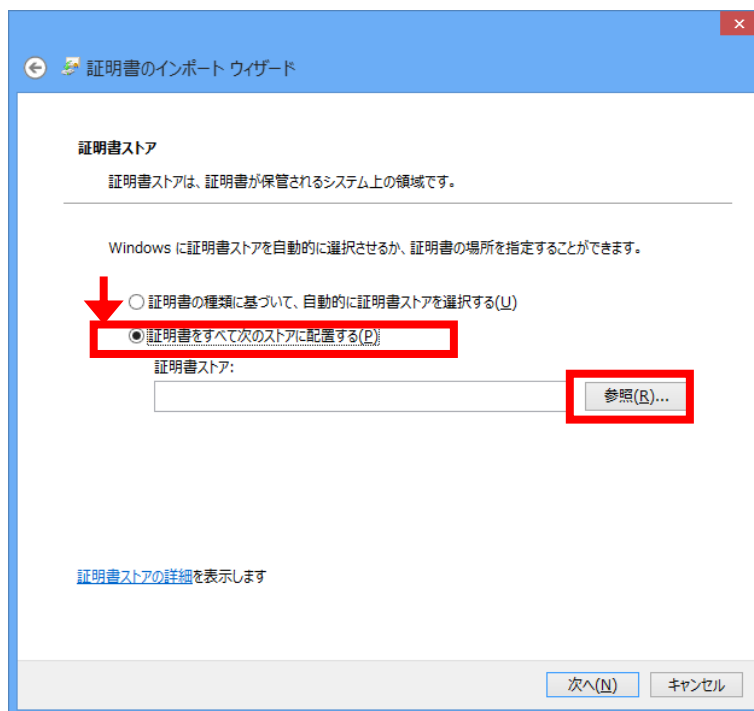 証明書のインポート ウィザード
証明書ストア
証明書ストアは、証明書が保管されるシステム上の領域です。
Windows に証明書ストアを自動的に選択させるか、証明書の場所を指定することができます。
証明書の種類に基づいて、自動的に証明書ストアを選択する(U)
証明書をすべて次のストアに配置する(P)
証明書ストア:
参照(R)...
証明書ストアの詳細を表示します
次へ(N) キャンセル